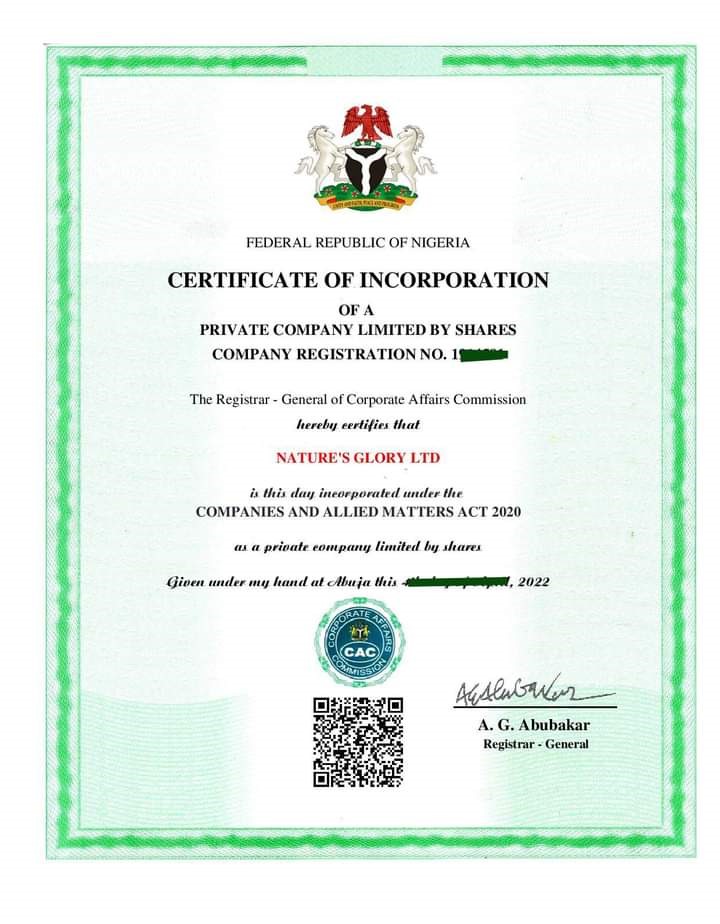 UNITY AND FAITH, PEACE AND PROGRESS
FEDERAL REPUBLIC OF NIGERIA
CERTIFICATE OF INCORPORATION
OF A
PRIVATE COMPANY LIMITED BY SHARES
COMPANY REGISTRATION NO. 1
The Registrar - General of Corporate Affairs Commission
hereby certifies that
NATURE'S GLORY LTD
is this day incorporated under the
COMPANIES AND ALLIED MATTERS ACT 2020
as a private company limited by shares
Given under my hand at Abuja this , 2022
CORPORATE AFFAIRS
CAC
COMMISSION
A. G. Abubakar
Registrar - General